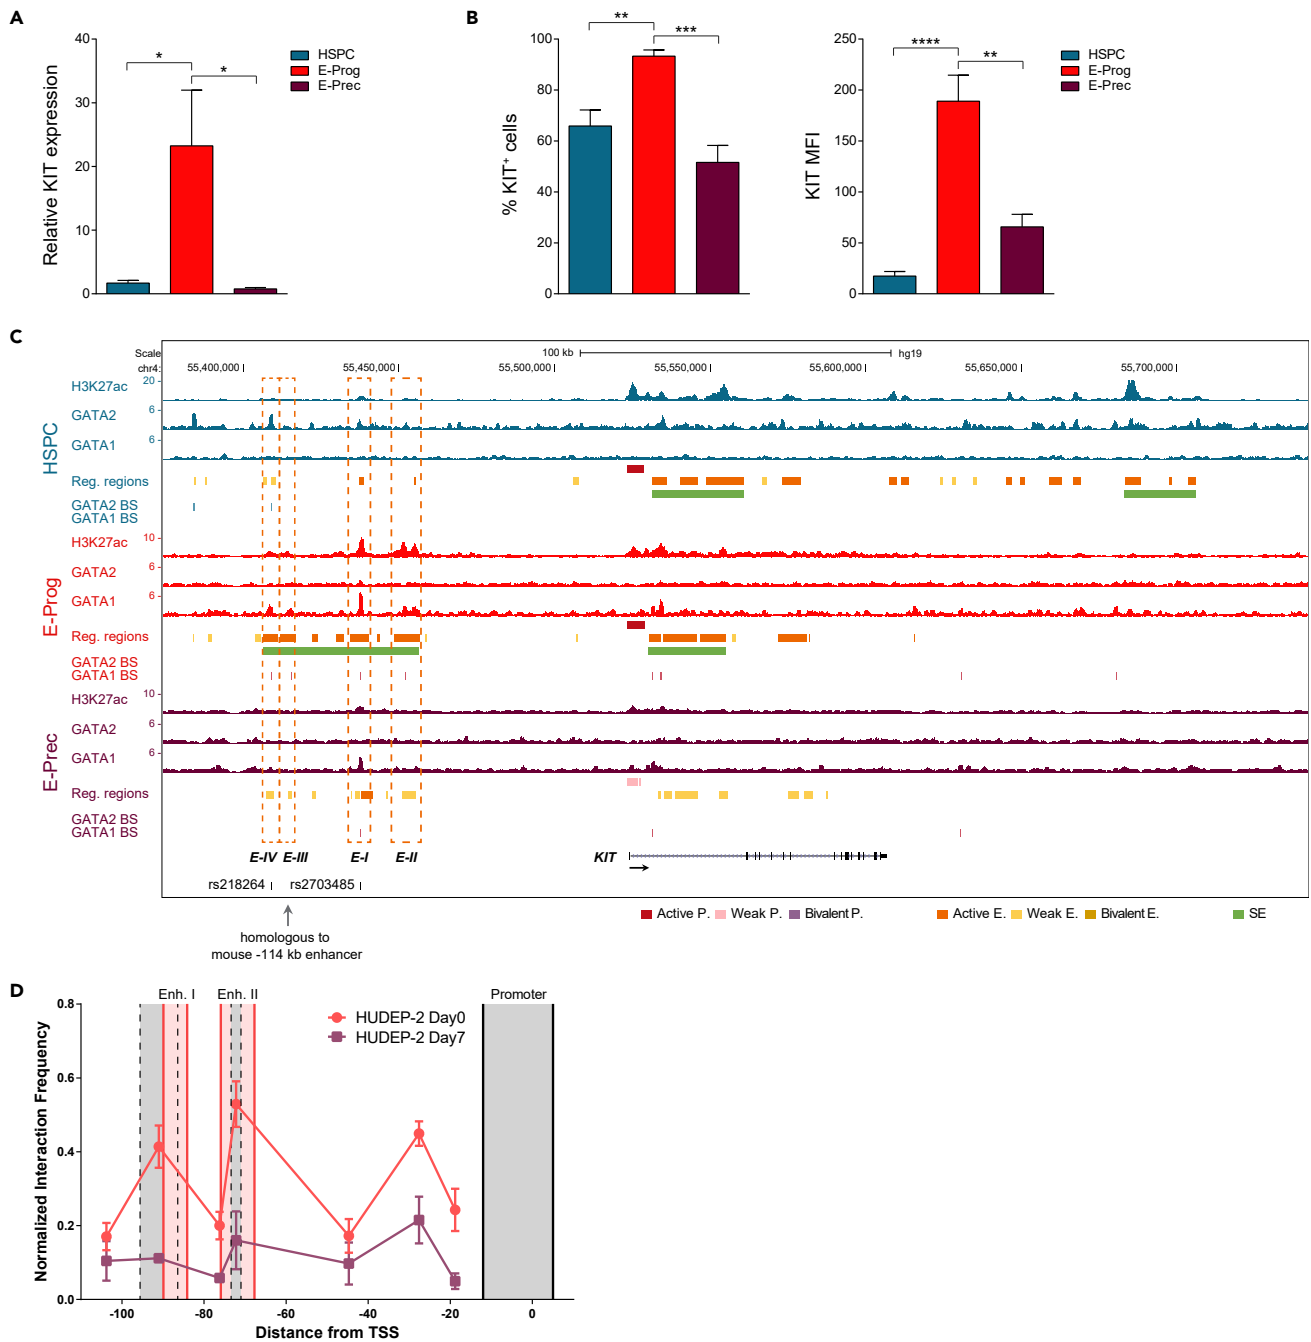 A
Relative KIT expression
40
30
20
10
0
*
*
HSPC
E-Prog
E-Prec
B
% KIT+ cells
100
80
60
40
20
0
**
***
KIT MFI
250
200
150
100
50
0
****
**
HSPC
E-Prog
E-Prec
C
Scale
100 kb
hg19
chr4:
55,400,000
55,450,000
55,500,000
55,550,000
55,600,000
55,650,000
55,700,000
HSPC
H3K27ac
20
GATA2
6
GATA1
6
Reg. regions
GATA2 BS
GATA1 BS
E-Prog
H3K27ac
10
GATA2
6
GATA1
6
Reg. regions
GATA2 BS
GATA1 BS
E-Prec
H3K27ac
10
GATA2
6
GATA1
6
Reg. regions
GATA2 BS
GATA1 BS
E-IV E-III E-I E-II
KIT
rs218264
rs2703485
Active P.
Weak P.
Bivalent P.
Active E.
Weak E.
Bivalent E.
SE
homologous to
mouse -114 kb enhancer
D
Normalized Interaction Frequency
0.8
0.6
0.4
0.2
0.0
Enh. I
Enh. II
Promoter
HUDEP-2 Day0
HUDEP-2 Day7
-100
-80
-60
-40
-20
0
Distance from TSS